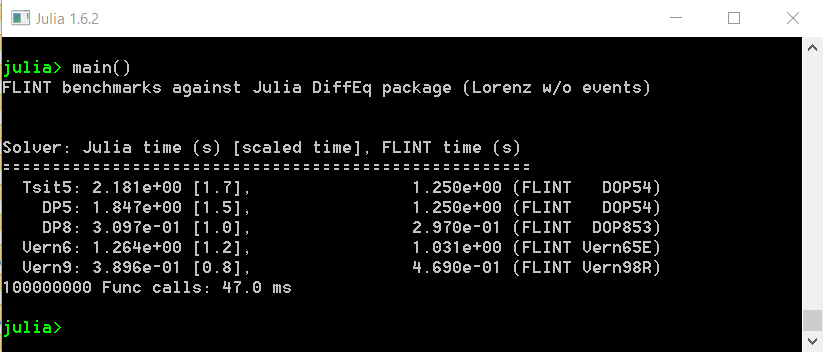 Julia 1.6.2
julia> main()
FLINT benchmarks against Julia DiffEq package (Lorenz w/o events)
Solver: Julia time (s) [scaled time], FLINT time (s)
=====================================================
Tsit5: 2.181e+00 [1.7], 1.250e+00 (FLINT DOP54)
DP5: 1.847e+00 [1.5], 1.250e+00 (FLINT DOP54)
DP8: 3.097e-01 [1.0], 2.970e-01 (FLINT DOP853)
Vern6: 1.264e+00 [1.2], 1.031e+00 (FLINT Vern65E)
Vern9: 3.896e-01 [0.8], 4.690e-01 (FLINT Vern98R)
100000000 Func calls: 47.0 ms
julia>